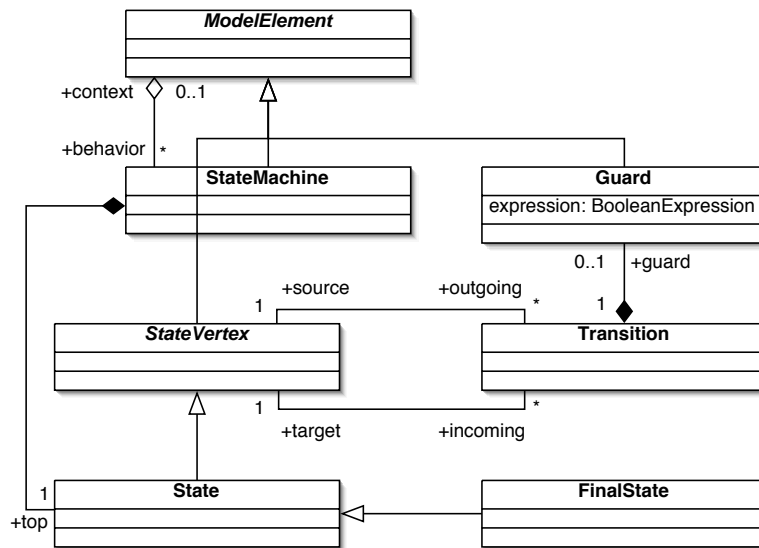 ModelElement
+context 0..1
+behavior *
StateMachine
Guard
expression: BooleanExpression
0..1 +guard
+source +outgoing
1 * 1
StateVertex
Transition
1 *
+target +incoming
1
State
FinalState
+top